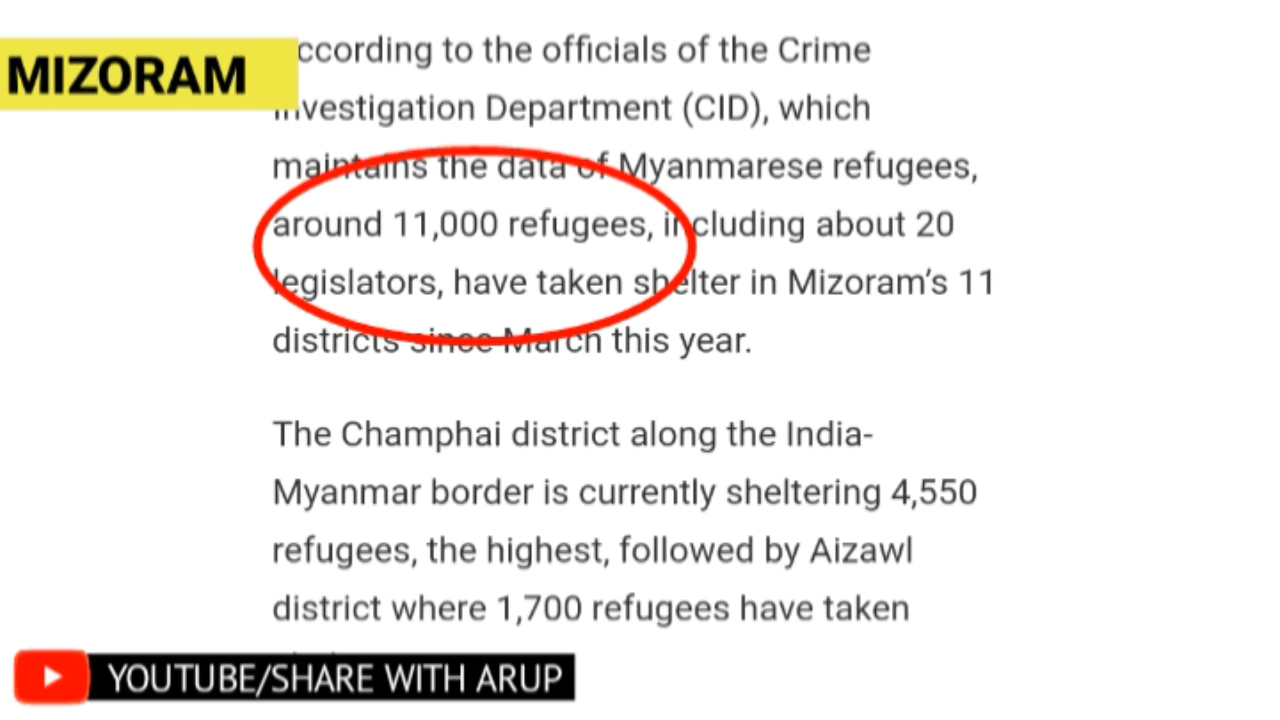 MIZORAM
ccording to the officials of the Crime
Investigation Department (CID), which
maintains the data of Myanmarese refugees,
around 11,000 refugees, including about 20
legislators, have taken shelter in Mizoram’s 11
districts since March this year.
The Champhai district along the India-
Myanmar border is currently sheltering 4,550
refugees, the highest, followed by Aizawl
district where 1,700 refugees have taken
YOUTUBE/SHARE WITH ARUP